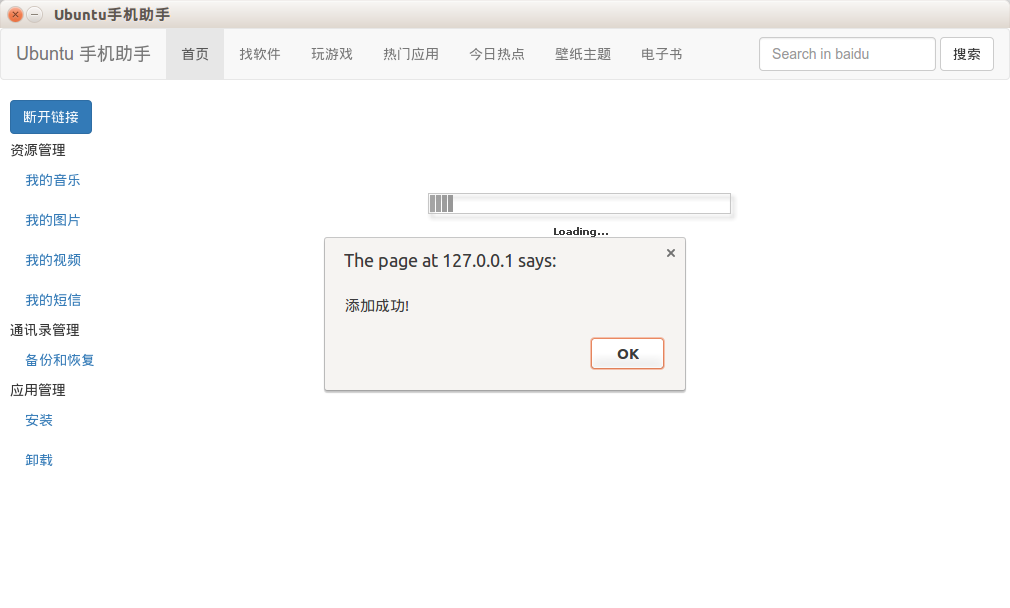 Ubuntu手机助手
Ubuntu 手机助手 首页 找软件 玩游戏 热门应用 今日热点 壁纸主题 电子书 Search in baidu 搜索
断开链接
资源管理
我的音乐
我的图片
我的视频
我的短信
通讯录管理
备份和恢复
应用管理
安装
卸载
Loading...
The page at 127.0.0.1 says:
添加成功!
OK